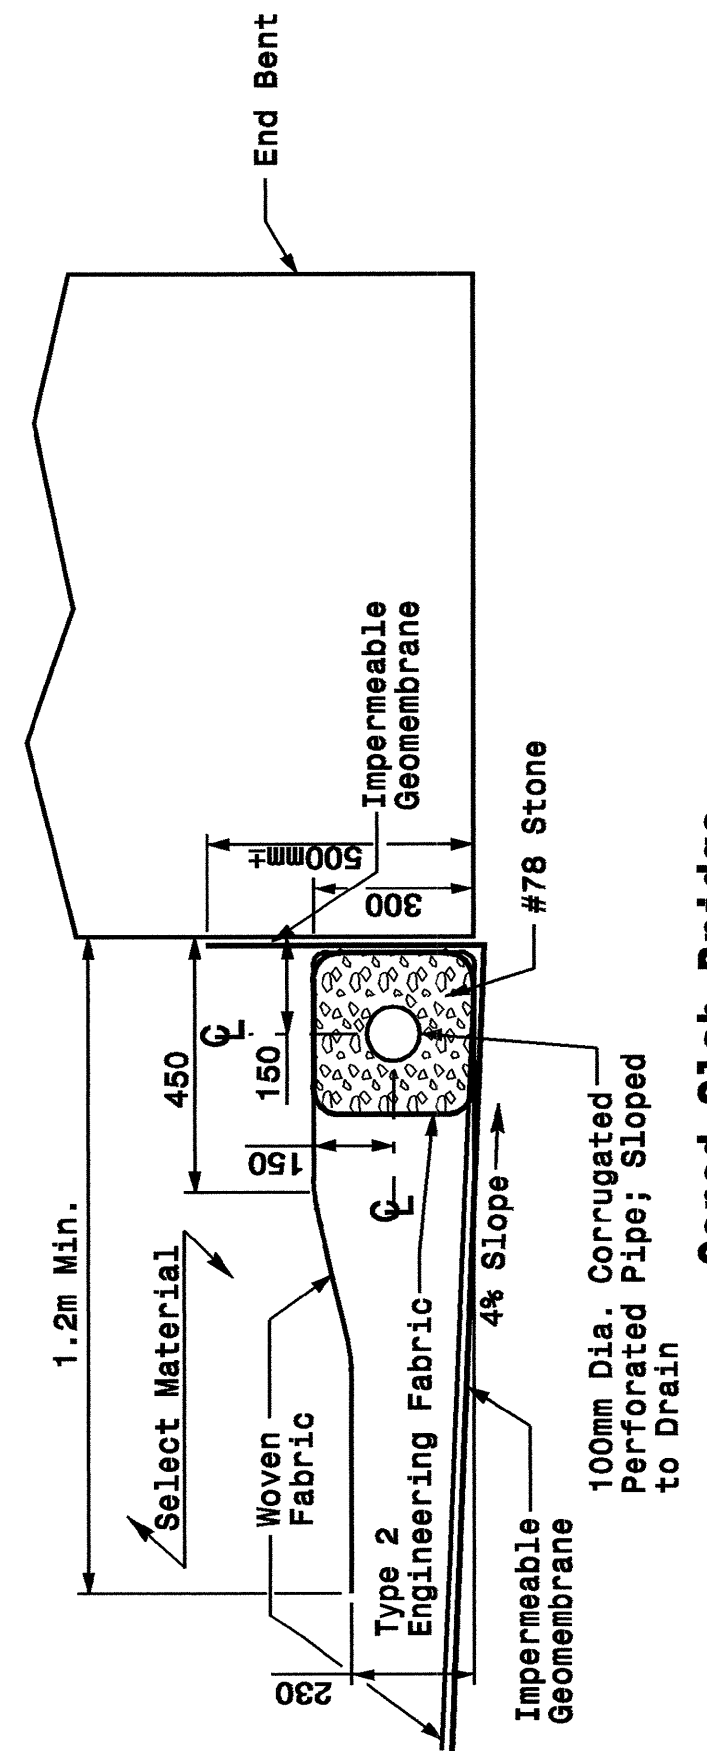 End Bent
Impermeable
Geomembrane
500mm±
300
#78 Stone
℄
450
150
150
℄
1.2m Min.
Select Material
4% Slope
100mm Dia. Corrugated
Perforated Pipe; Sloped
to Drain
Woven
Fabric
Type 2
Engineering Fabric
Impermeable
Geomembrane
230